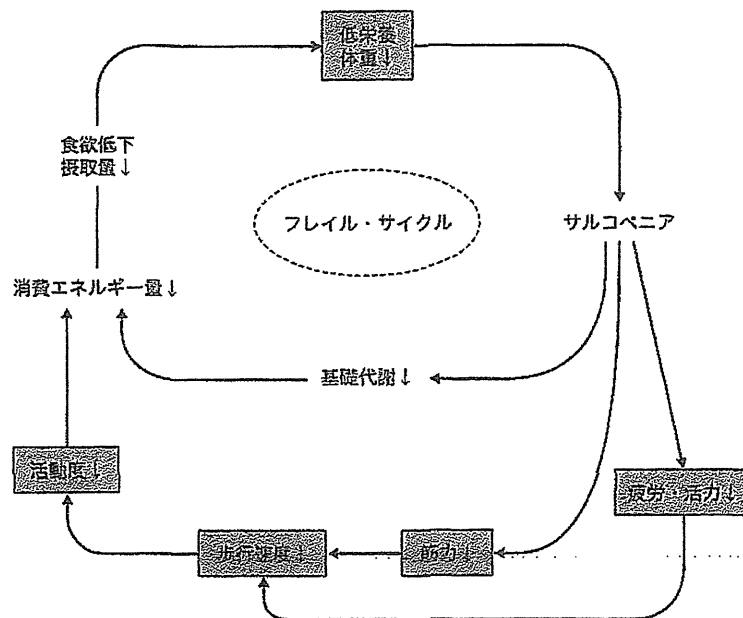 低栄養
体重↓
食欲低下
摂取量↓
フレイル・サイクル
サルコペニア
消費エネルギー量↓
基礎代謝↓
活動度↓
疲労・活力↓
歩行速度↓
筋力↓